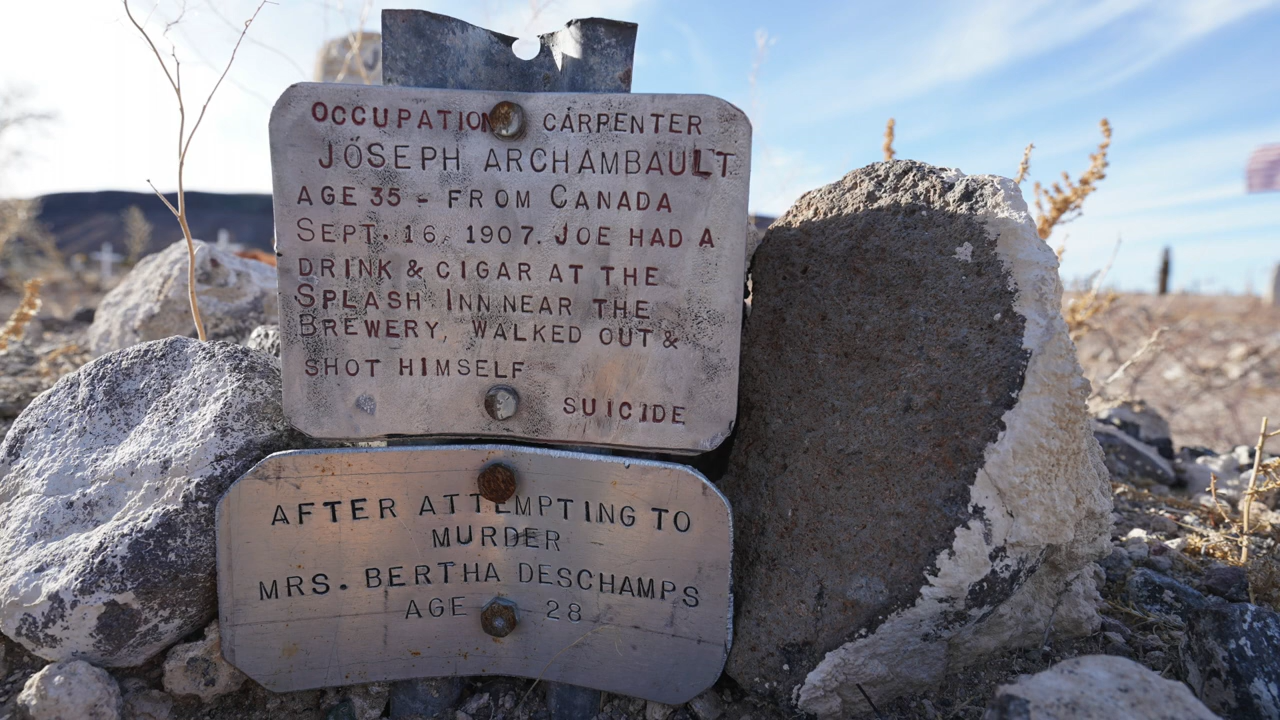 OCCUPATION CARPENTER
JOSEPH ARCHAMBAULT
AGE 35 - FROM CANADA
SEPT. 16, 1907. JOE HAD A
DRINK & CIGAR AT THE
SPLASH INN NEAR THE
BREWERY, WALKED OUT &
SHOT HIMSELF
SUICIDE
AFTER ATTEMPTING TO
MURDER
MRS. BERTHA DESCHAMPS
AGE 28